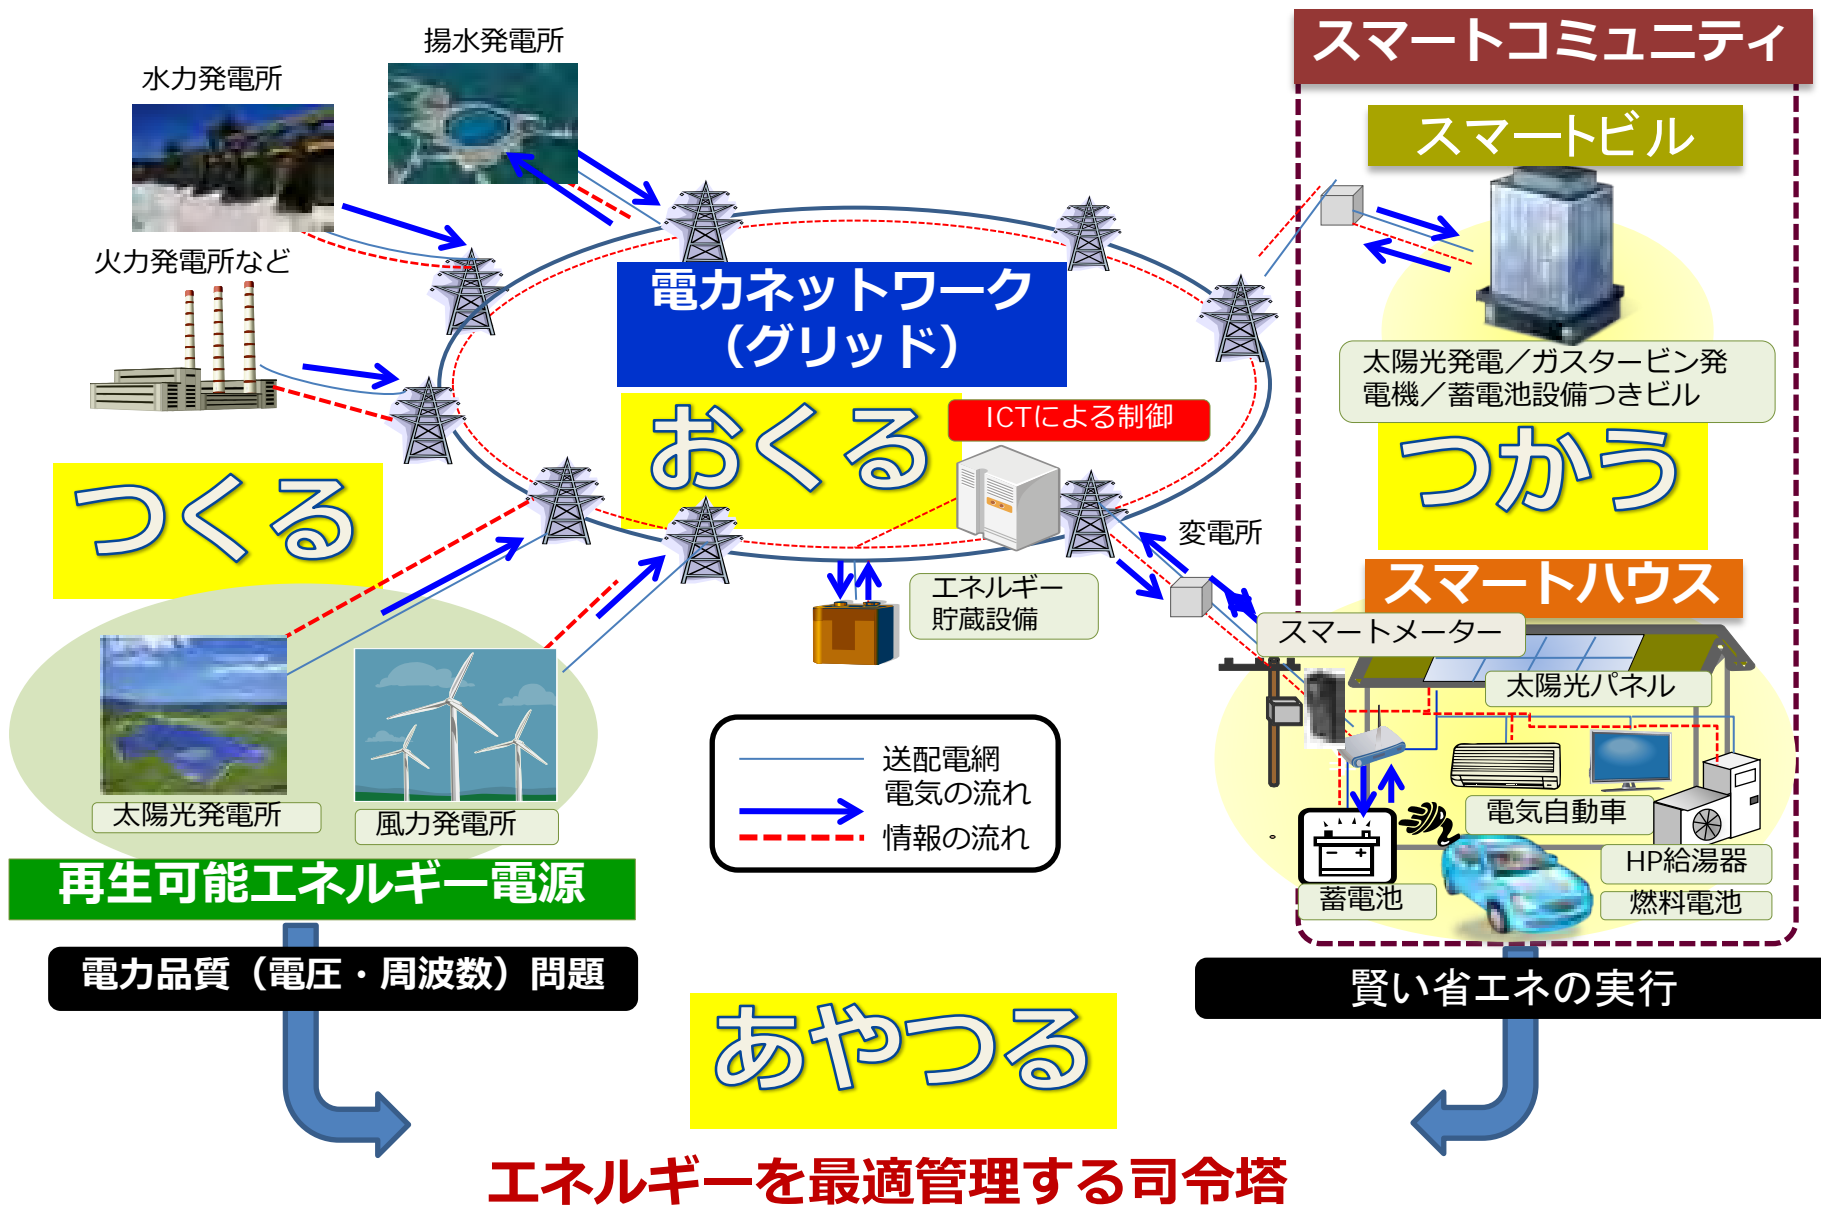 揚水発電所
水力発電所
火力発電所など
スマートコミュニティ
スマートビル
太陽光発電／ガスタービン発
電機／蓄電池設備つきビル
電力ネットワーク
（グリッド）
おくる
ICTによる制御
つくる
つかう
変電所
エネルギー
貯蔵設備
スマートハウス
スマートメーター
太陽光パネル
電気自動車
HP給湯器
燃料電池
蓄電池
太陽光発電所
風力発電所
送配電網
電気の流れ
情報の流れ
再生可能エネルギー電源
電力品質（電圧・周波数）問題
賢い省エネの実行
あやつる
エネルギーを最適管理する司令塔